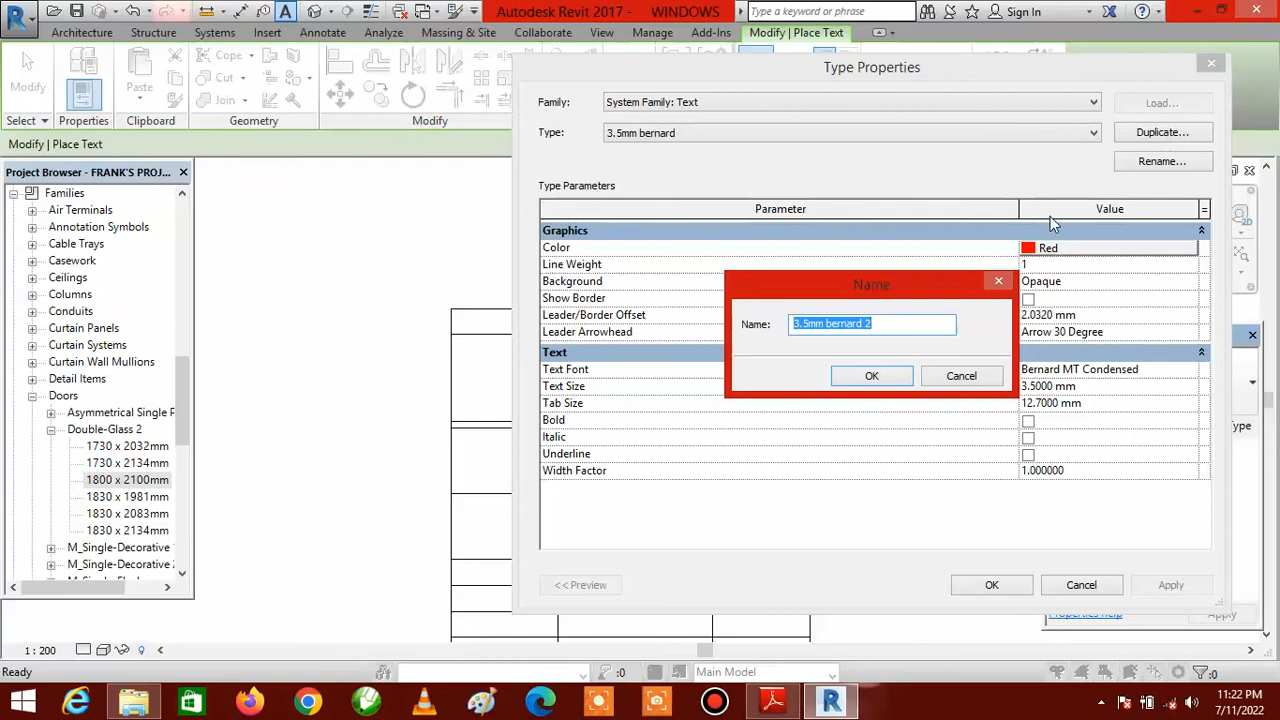 Autodesk Revit 2017 - WINDOWS
Type a keyword or phrase
Sign In
Architecture Structure Systems Insert Annotate Analyze Massing & Site Collaborate View Manage Add-Ins Modify | Place Text
Modify
Paste
Cope
Cut
Join
Select Properties Clipboard Geometry Modify
Modify | Place Text
Project Browser - FRANK'S PROJ...
Families
Air Terminals
Annotation Symbols
Cable Trays
Casework
Ceilings
Columns
Conduits
Curtain Panels
Curtain Systems
Curtain Wall Mullions
Detail Items
Doors
Asymmetrical Single P
Double-Glass 2
1730 x 2032mm
1730 x 2134mm
1800 x 2100mm
1830 x 1981mm
1830 x 2083mm
1830 x 2134mm
M_Single-Decorative
M_Single-Decorative 2
Type Properties
Family: System Family: Text Load...
Type: 3.5mm bernard Duplicate...
Rename...
Type Parameters
Parameter Value =
Graphics
Color Red
Line Weight 1
Background Opaque
Show Border
Leader/Border Offset 2.0320 mm
Leader Arrowhead Arrow 30 Degree
Text
Text Font Bernard MT Condensed
Text Size 3.5000 mm
Tab Size 12.7000 mm
Bold
Italic
Underline
Width Factor 1.000000
Name
Name: 3.5mm bernard 2
OK Cancel
<< Preview OK Cancel Apply
Type
Properties help Apply
1 : 200
Ready :0 Main Model :0
11:22 PM
7/11/2022